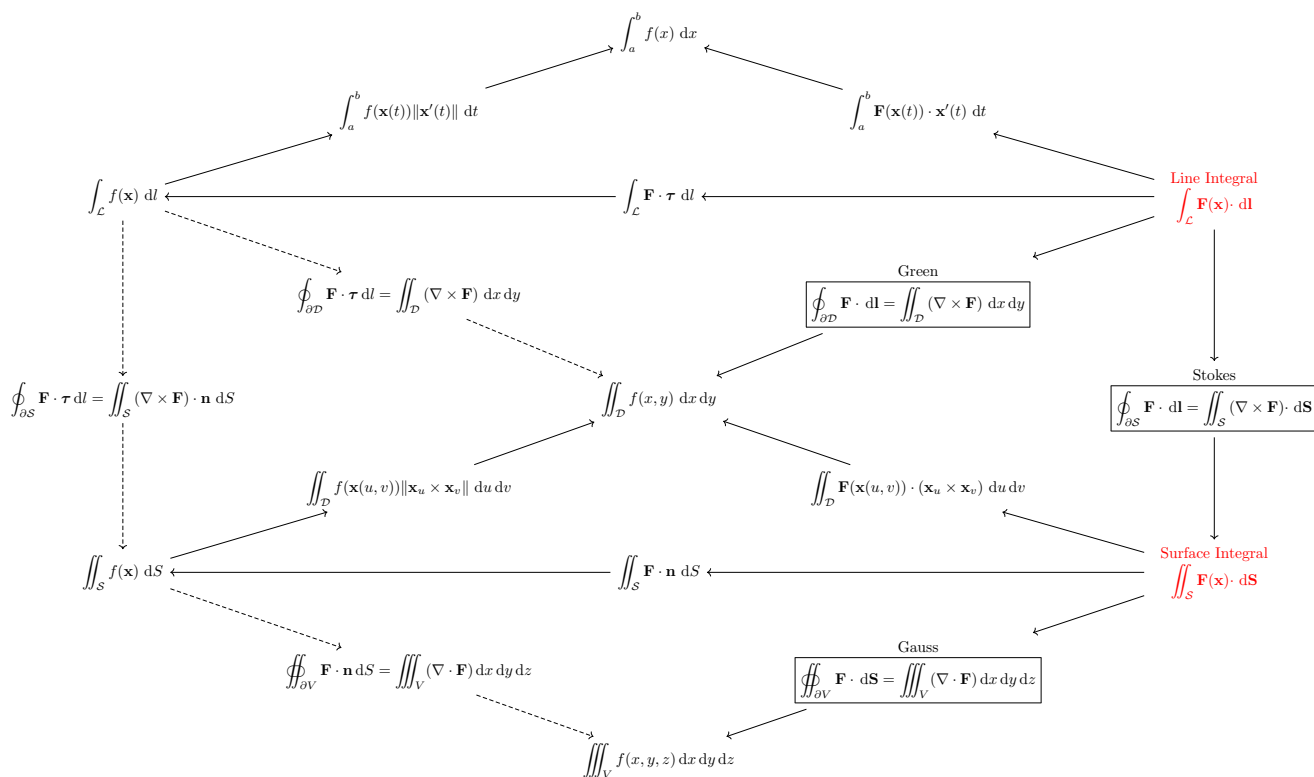 ∫_a^b f(x) dx
∫_a^b f(𝐱(t))‖𝐱′(t)‖ dt
∫_a^b 𝐅(𝐱(t)) · 𝐱′(t) dt
Line Integral
∫_ℒ f(𝐱) dl
∫_ℒ 𝐅 · 𝛕 dl
∫_ℒ 𝐅(𝐱)· d𝐥
Green
∮_∂𝒟 𝐅 · 𝛕 dl = ∬_𝒟 (∇ × 𝐅) dx dy
∮_∂𝒟 𝐅 · d𝐥 = ∬_𝒟 (∇ × 𝐅) dx dy
Stokes
∮_∂𝒮 𝐅 · 𝛕 dl = ∬_𝒮 (∇ × 𝐅) · 𝐧 dS
∬_𝒟 f(x, y) dx dy
∮_∂𝒮 𝐅 · d𝐥 = ∬_𝒮 (∇ × 𝐅)· d𝐒
∬_𝒟 f(𝐱(u, v))‖𝐱_u × 𝐱_v‖ du dv
∬_𝒟 𝐅(𝐱(u, v)) · (𝐱_u × 𝐱_v) du dv
Surface Integral
∬_𝒮 f(𝐱) dS
∬_𝒮 𝐅 · 𝐧 dS
∬_𝒮 𝐅(𝐱)· d𝐒
Gauss
∯_∂V 𝐅 · 𝐧 dS = ∭_V (∇ · 𝐅) dx dy dz
∯_∂V 𝐅 · d𝐒 = ∭_V (∇ · 𝐅) dx dy dz
∭_V f(x, y, z) dx dy dz